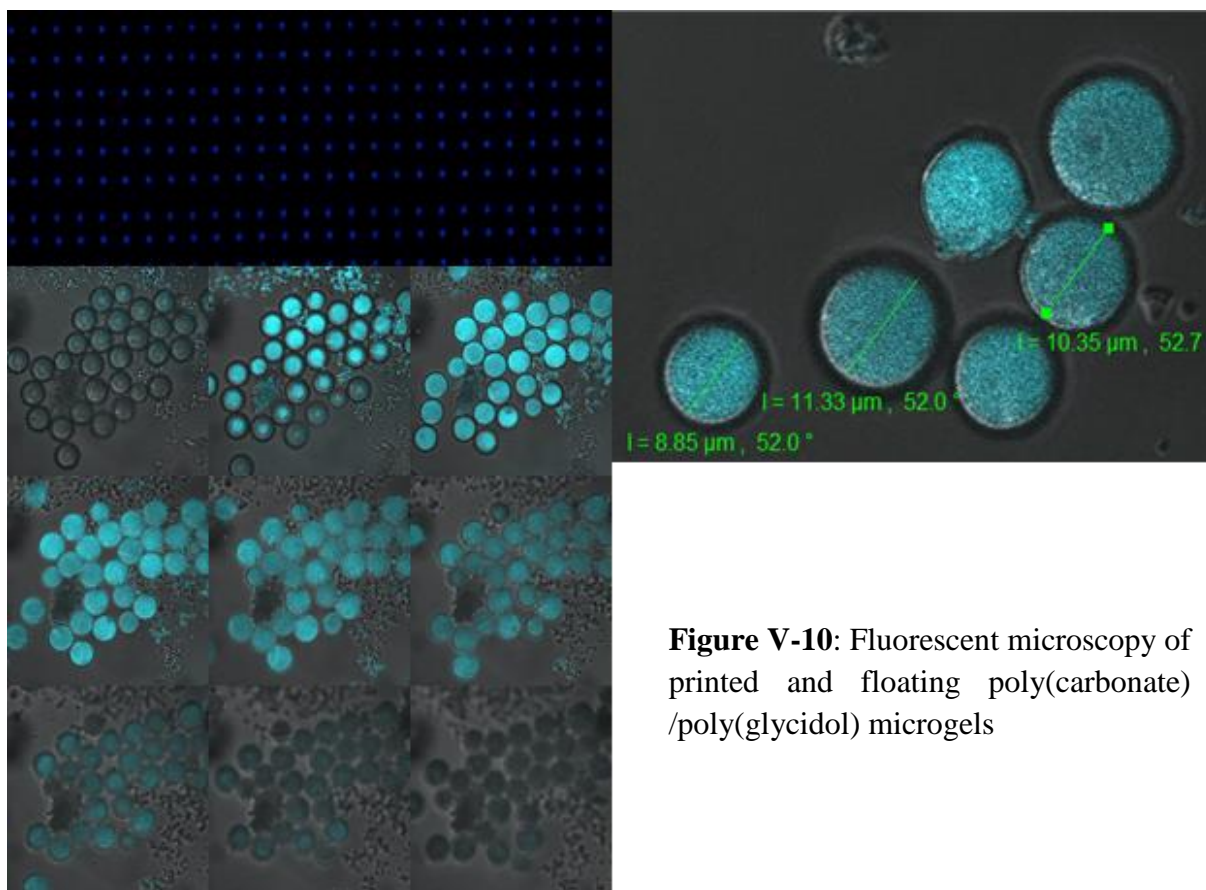 l = 10.35 µm , 52.7
l = 11.33 µm , 52.0 °
l = 8.85 µm , 52.0 °
Figure V-10: Fluorescent microscopy of
printed and floating poly(carbonate)
/poly(glycidol) microgels